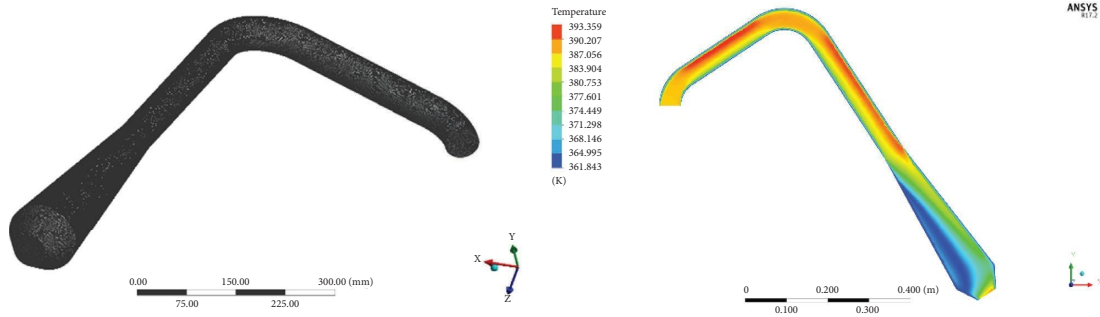 0.00
150.00
300.00 (mm)
75.00
225.00
Y
X
Z
Temperature
393.359
390.207
387.056
383.904
380.753
377.601
374.449
371.298
368.146
364.995
361.843
(K)
ANSYS
R17.2
0
0.200
0.400 (m)
0.100
0.300